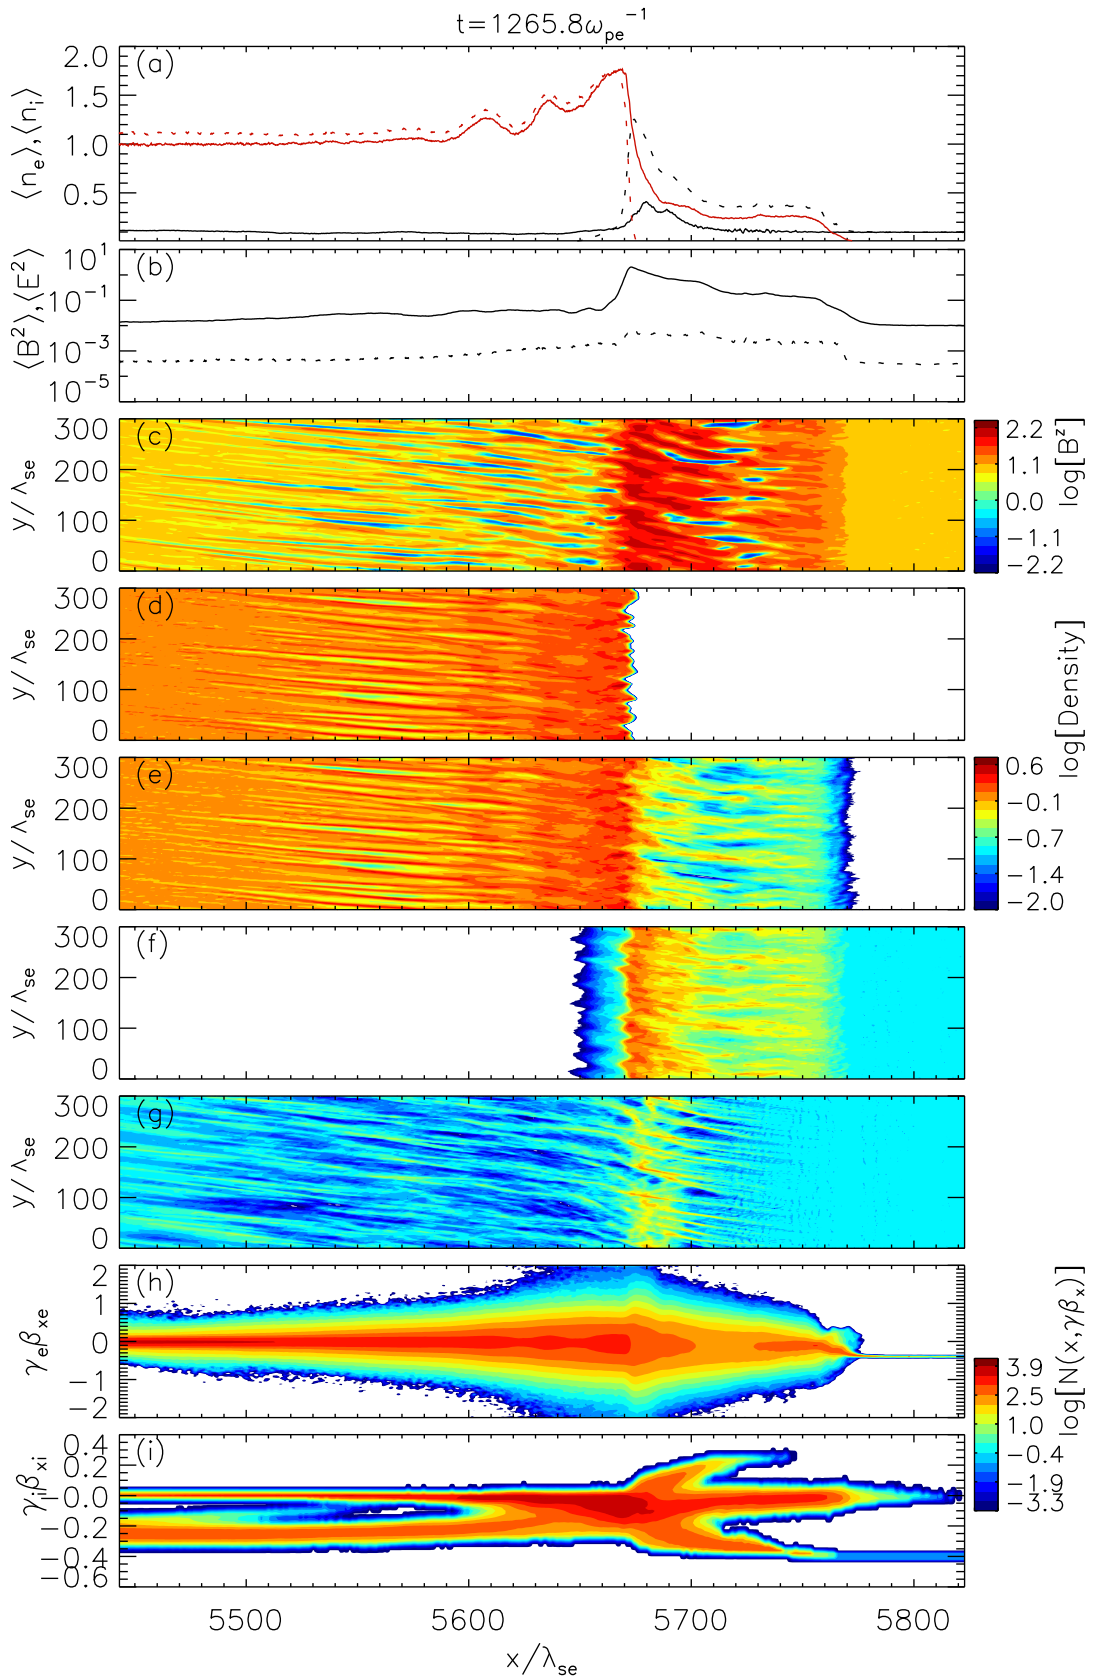 t=1265.8ω_pe^−1
(a)
⟨n_e⟩,⟨n_i⟩
2.0
1.5
1.0
0.5
(b)
⟨B^2⟩,⟨E^2⟩
10^1
10^−1
10^−3
10^−5
(c)
y/λ_se
300
200
100
0
log[B^z]
2.2
1.1
0.0
−1.1
−2.2
(d)
y/λ_se
300
200
100
0
log[Density]
(e)
y/λ_se
300
200
100
0
0.6
−0.1
−0.7
−1.4
−2.0
(f)
y/λ_se
300
200
100
0
(g)
y/λ_se
300
200
100
0
(h)
γ_eβ_xe
2
1
0
−1
−2
log[N(x,γβ_x)]
3.9
2.5
1.0
−0.4
−1.9
−3.3
(i)
γ_iβ_xi
0.4
0.2
−0.0
−0.2
−0.4
−0.6
5500 5600 5700 5800
x/λ_se